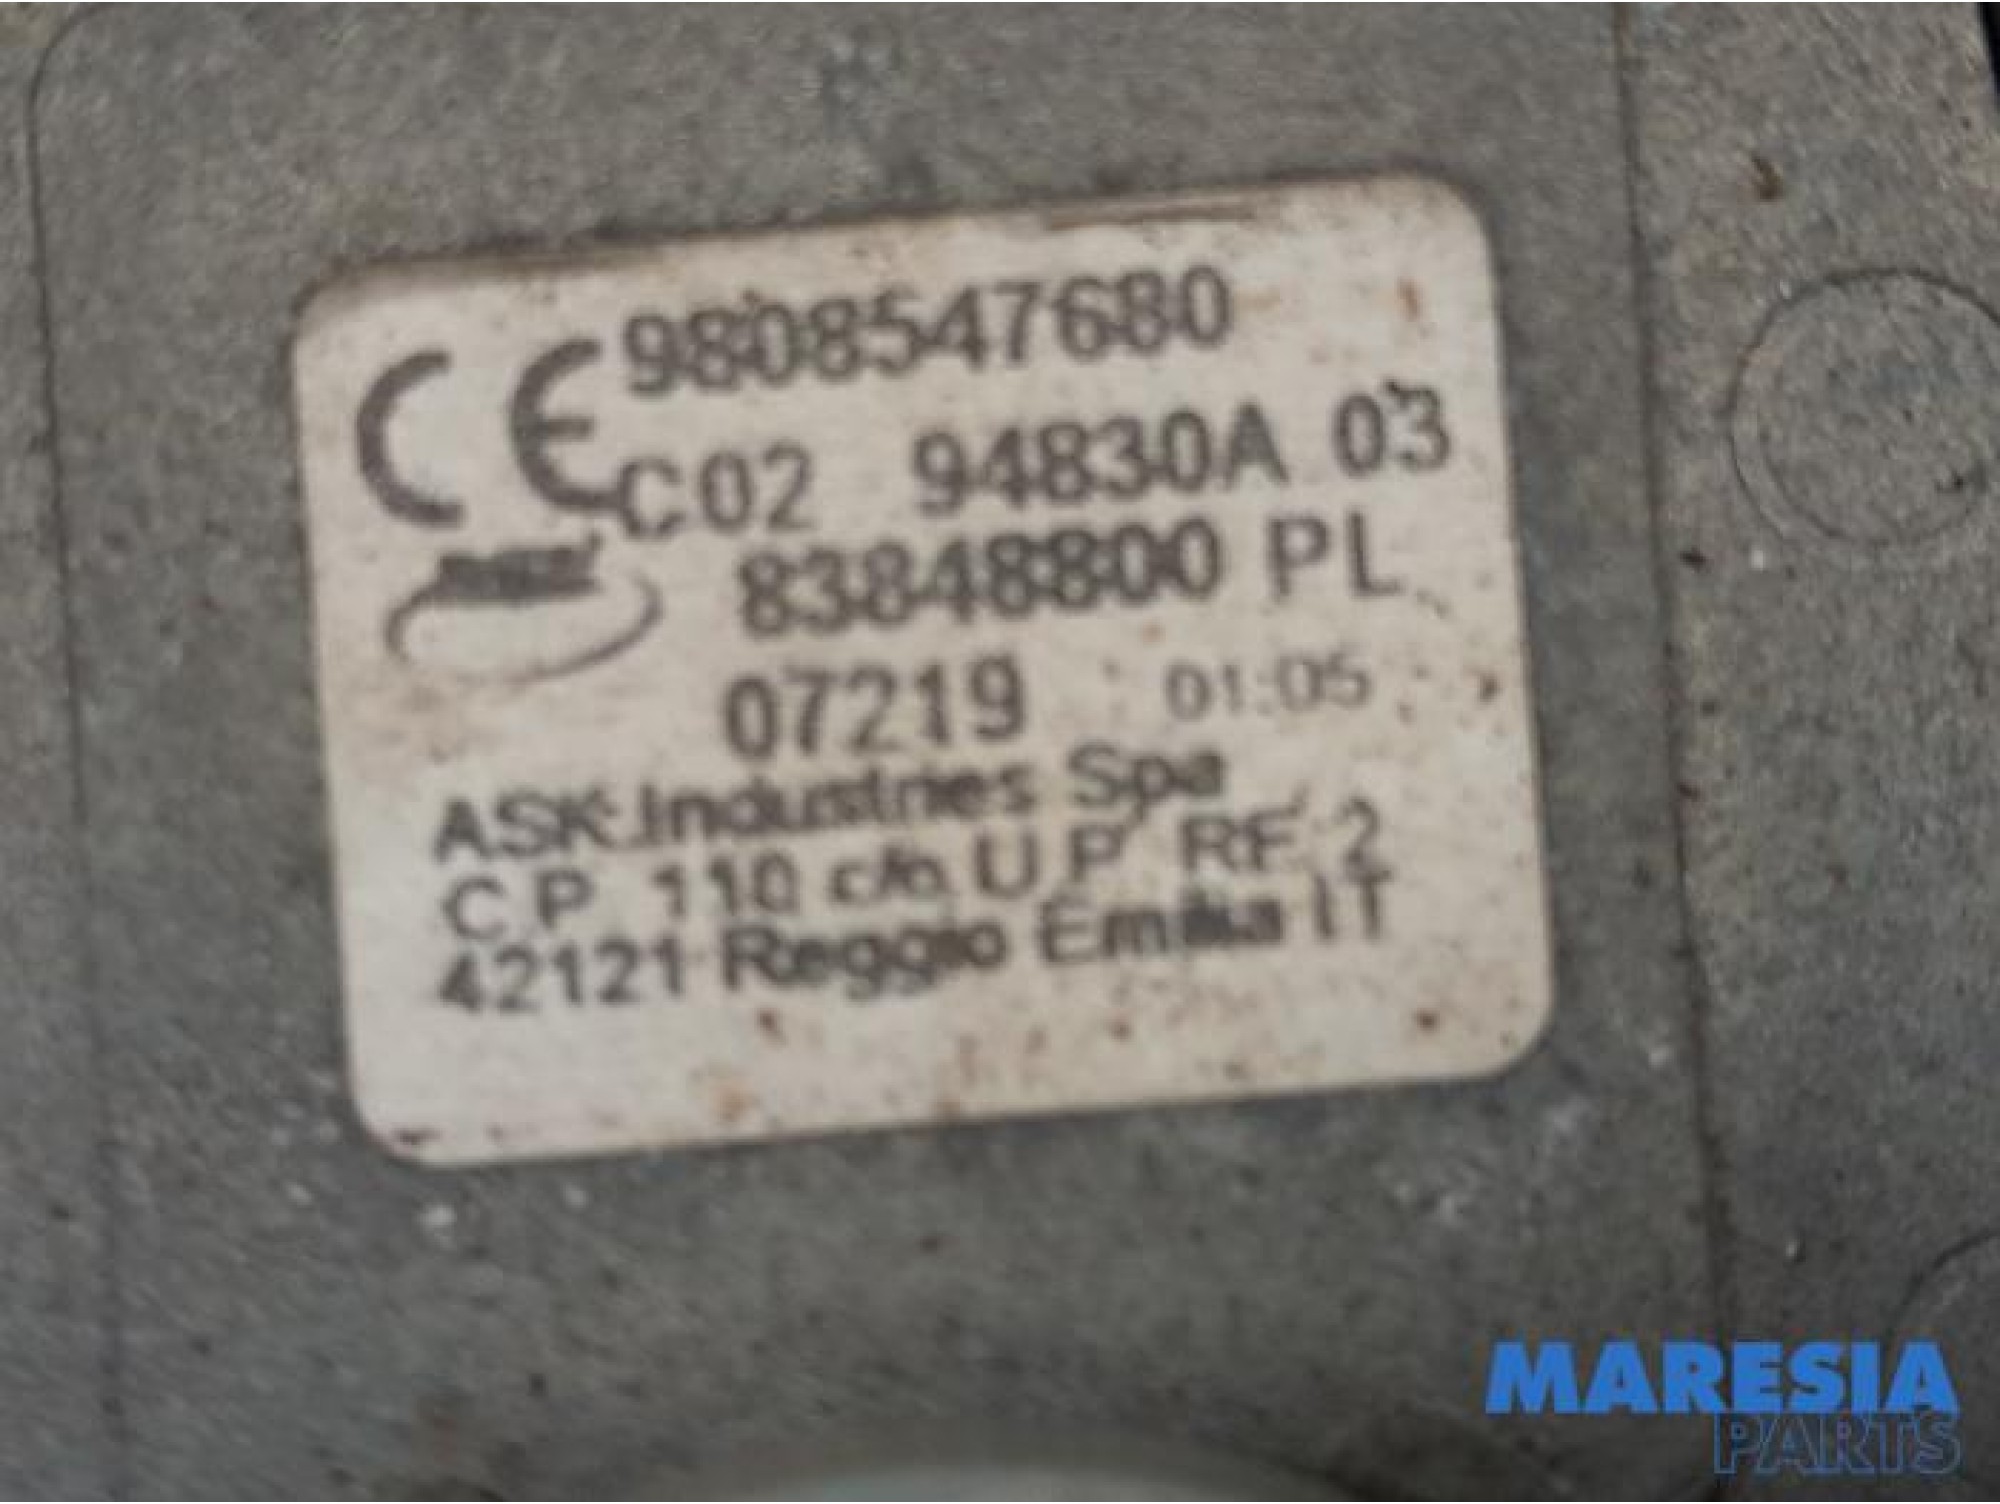 9808547680
CE
C02 94830A 03
83848800 PL
07219 01:05
ASK Industries Spa
C.P. 110 c/o U.P. RF 2
42121 Reggio Emilia IT
MARESIA
PARTS